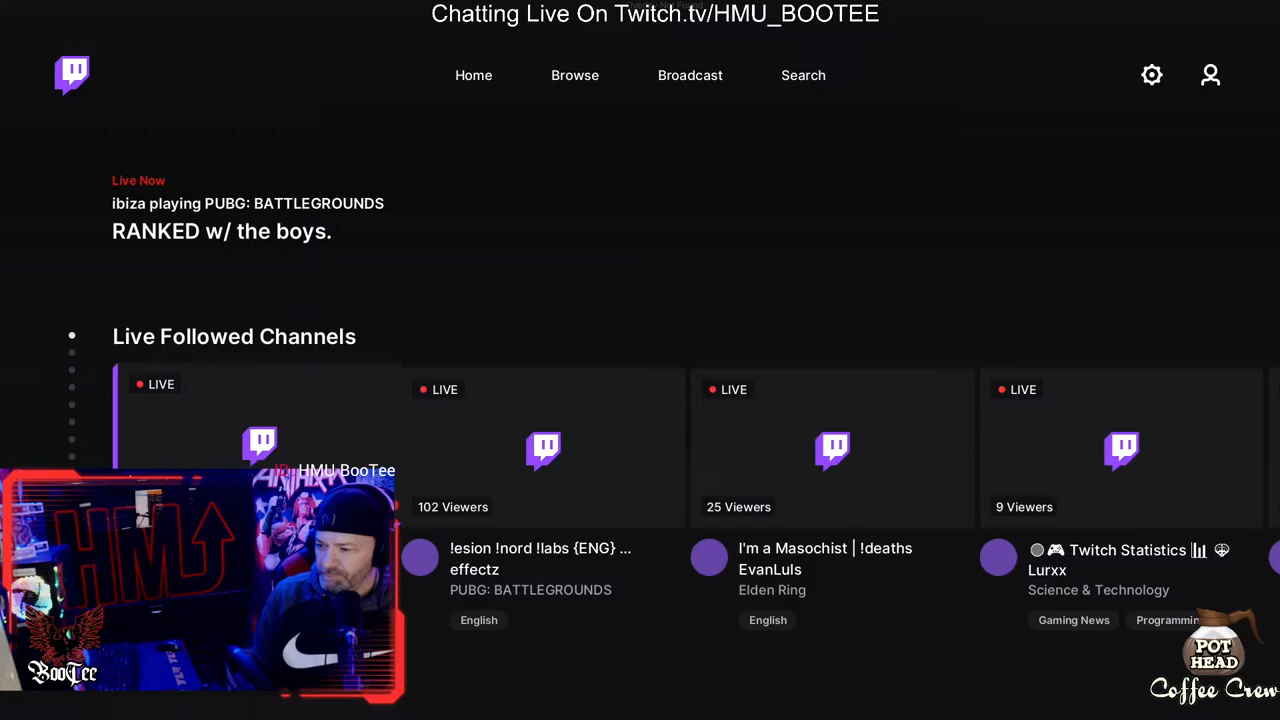 Chatting Live On Twitch.tv/HMU_BOOTEE
Home
Browse
Broadcast
Search
Live Now
ibiza playing PUBG: BATTLEGROUNDS
RANKED w/ the boys.
Live Followed Channels
LIVE
LIVE
LIVE
LIVE
102 Viewers
25 Viewers
9 Viewers
ID: HMU BooTee
HMU
BooTee
!esion !nord !labs {ENG} ...
effectz
PUBG: BATTLEGROUNDS
English
I'm a Masochist | !deaths
EvanLuls
Elden Ring
English
Twitch Statistics
Lurxx
Science & Technology
Gaming News
Programmin
POT
HEAD
Coffee Crew